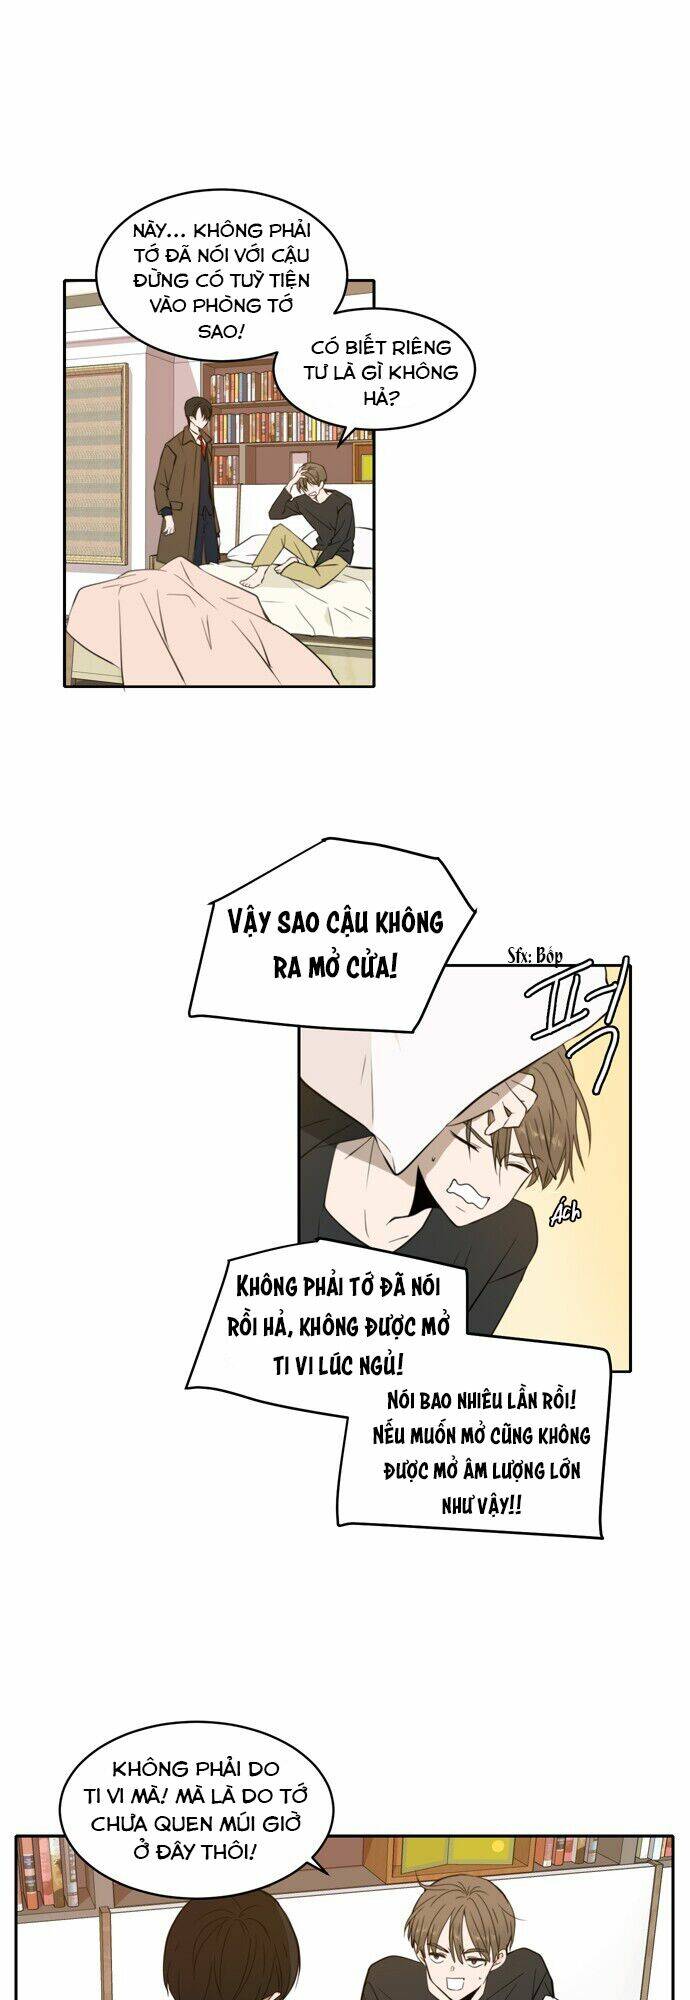 NÀY... KHÔNG PHẢI
TỚ ĐÃ NÓI VỚI CẬU
ĐỪNG CÓ TUỲ TIỆN
VÀO PHÒNG TỚ
SAO!
CÓ BIẾT RIÊNG
TƯ LÀ GÌ KHÔNG
HẢ?
VẬY SAO CẬU KHÔNG
RA MỞ CỬA!
Sfx: Bốp
퍼억
ÁCH
KHÔNG PHẢI TỚ ĐÃ NÓI
RỒI HẢ, KHÔNG ĐƯỢC MỞ
TI VI LÚC NGỦ!
NÓI BAO NHIÊU LẦN RỒI!
NẾU MUỐN MỞ CŨNG KHÔNG
ĐƯỢC MỞ ÂM LƯỢNG LỚN
NHƯ VẬY!!
KHÔNG PHẢI DO
TI VI MÀ! MÀ LÀ DO TỚ
CHƯA QUEN MÚI GIỜ
Ở ĐÂY THÔI!